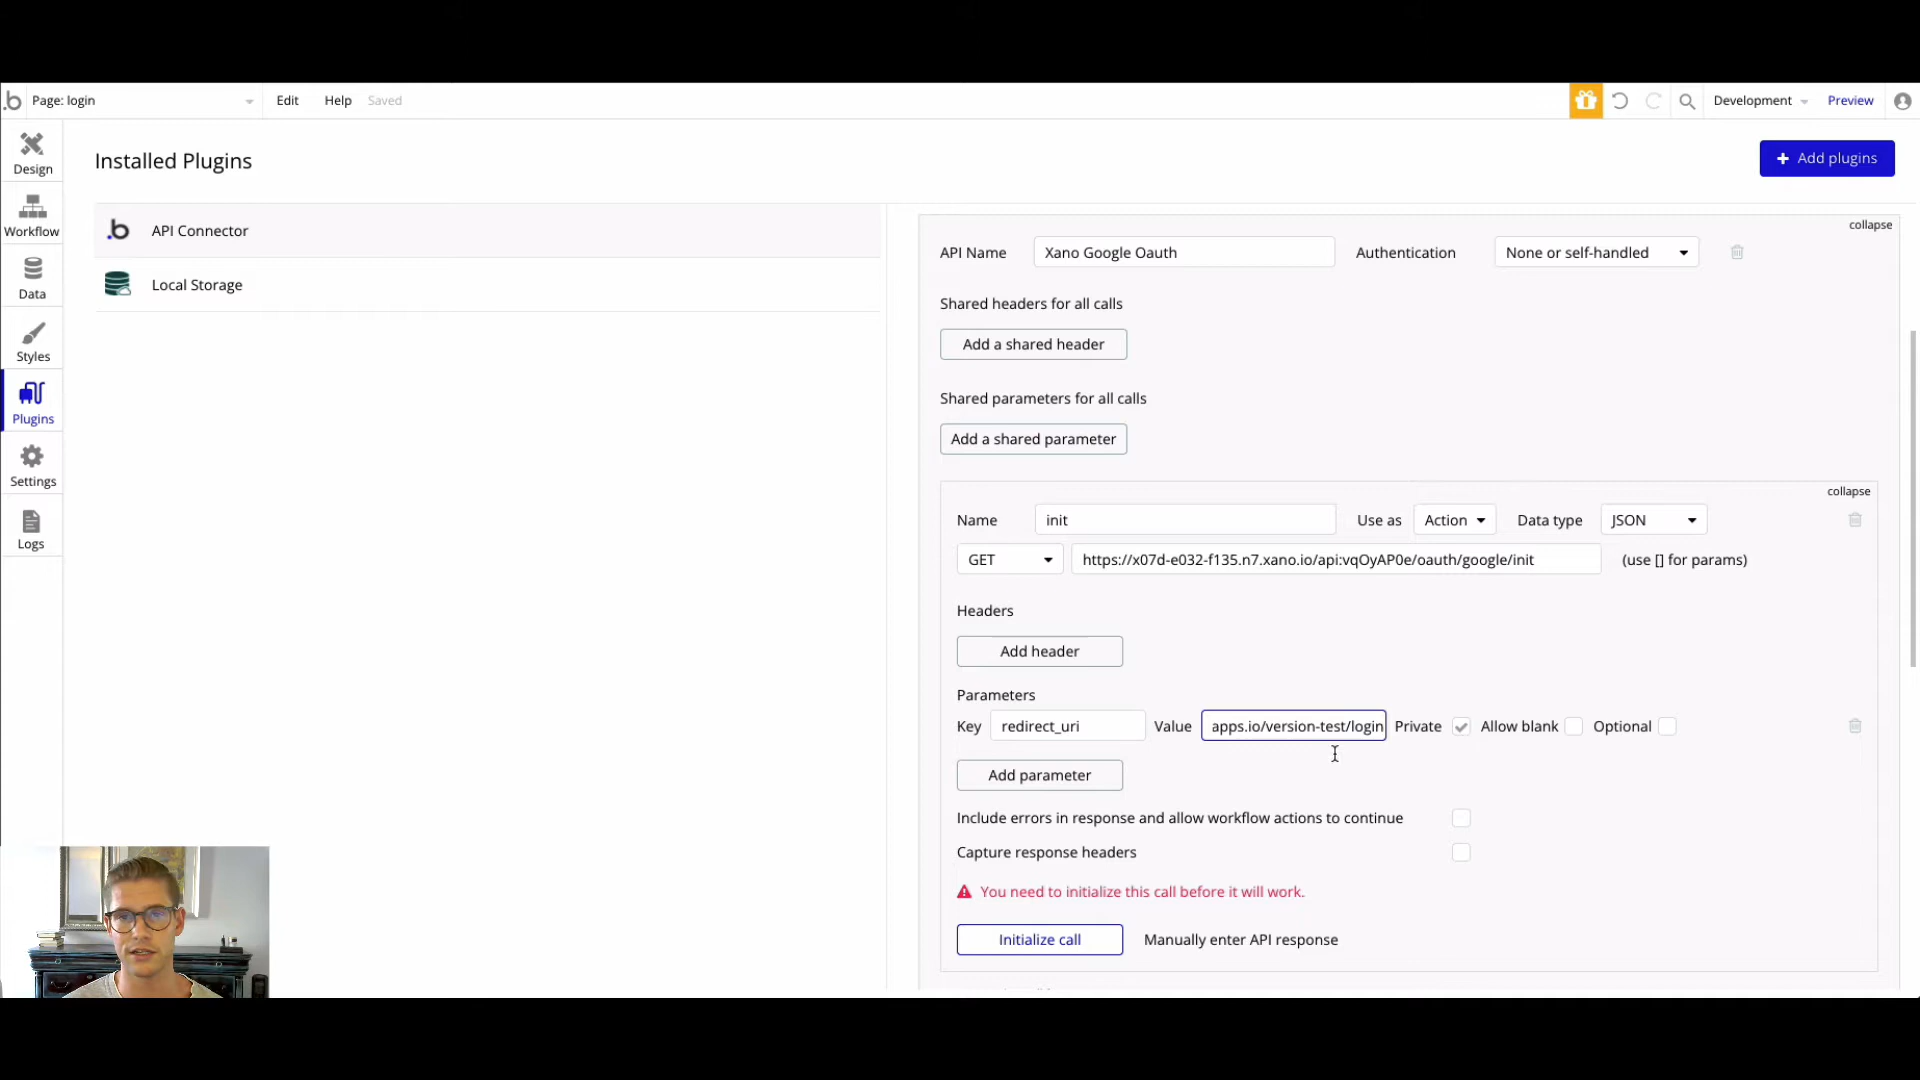 .b Page: login Edit Help Saved Development Preview
Design
Workflow
Data
Styles
Plugins
Settings
Logs
Installed Plugins
+ Add plugins
.b API Connector
Local Storage
collapse
API Name Xano Google Oauth Authentication None or self-handled
Shared headers for all calls
Add a shared header
Shared parameters for all calls
Add a shared parameter
collapse
Name init Use as Action Data type JSON
GET https://x07d-e032-f135.n7.xano.io/api:vqOyAP0e/oauth/google/init (use [] for params)
Headers
Add header
Parameters
Key redirect_uri Value apps.io/version-test/login Private Allow blank Optional
Add parameter
Include errors in response and allow workflow actions to continue
Capture response headers
You need to initialize this call before it will work.
Initialize call Manually enter API response